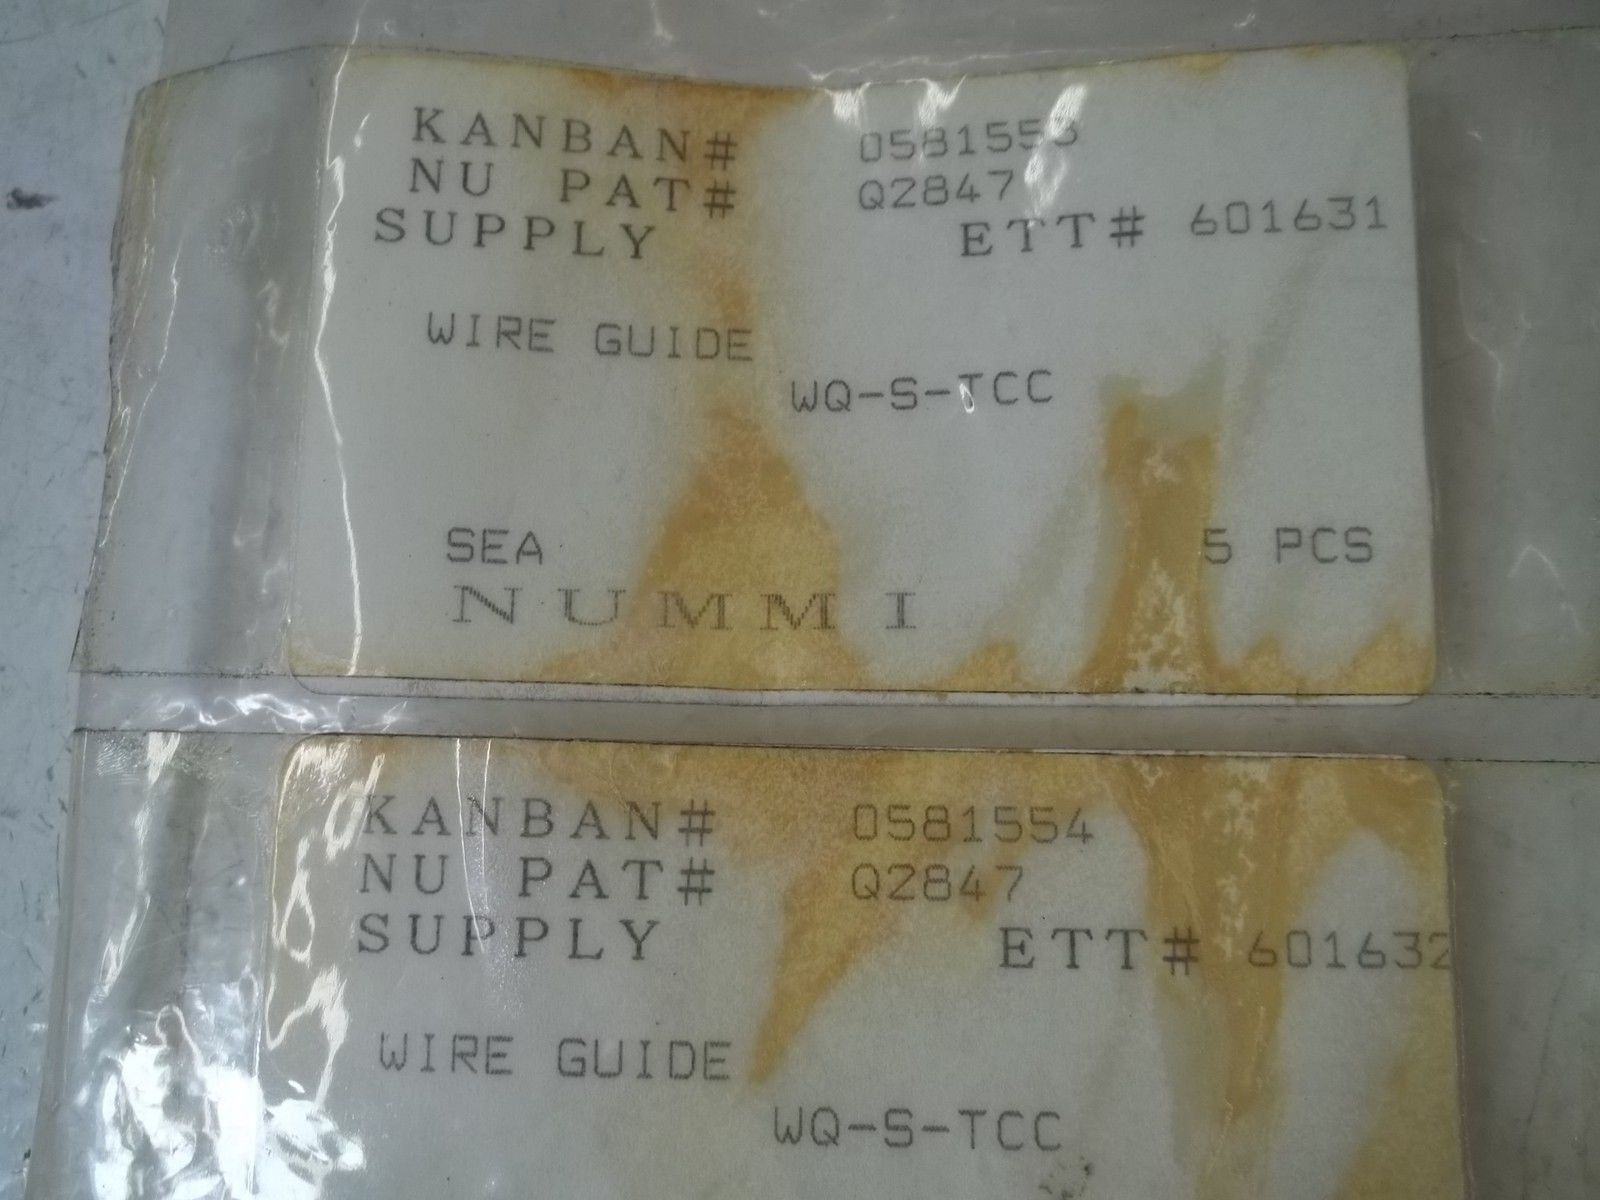 KANBAN# 0581553
NU PAT# Q2847
SUPPLY ETT# 601631
WIRE GUIDE
WQ-S-TCC
SEA 5 PCS
NUMMI
KANBAN# 0581554
NU PAT# Q2847
SUPPLY ETT# 601632
WIRE GUIDE
WQ-S-TCC